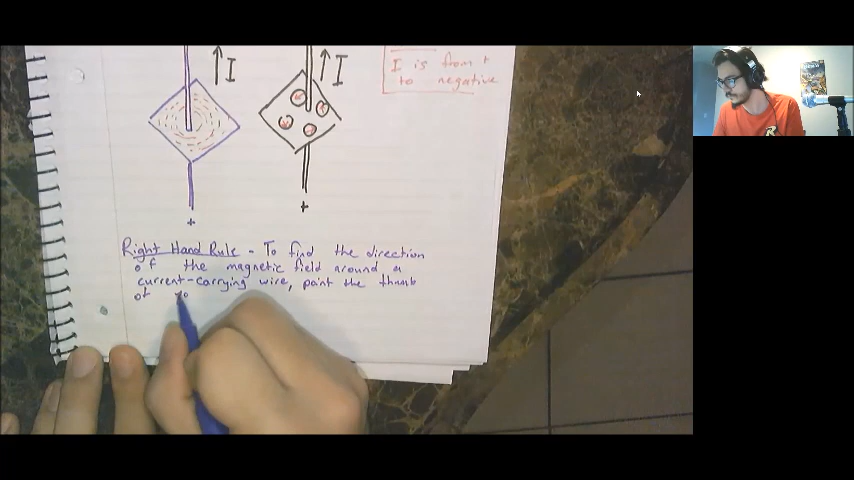 ↑ I
↑ I
I is from +
to negative
+
+
Right Hand Rule - To find the direction
of the magnetic field around a
current-carrying wire, point the thumb
of yo